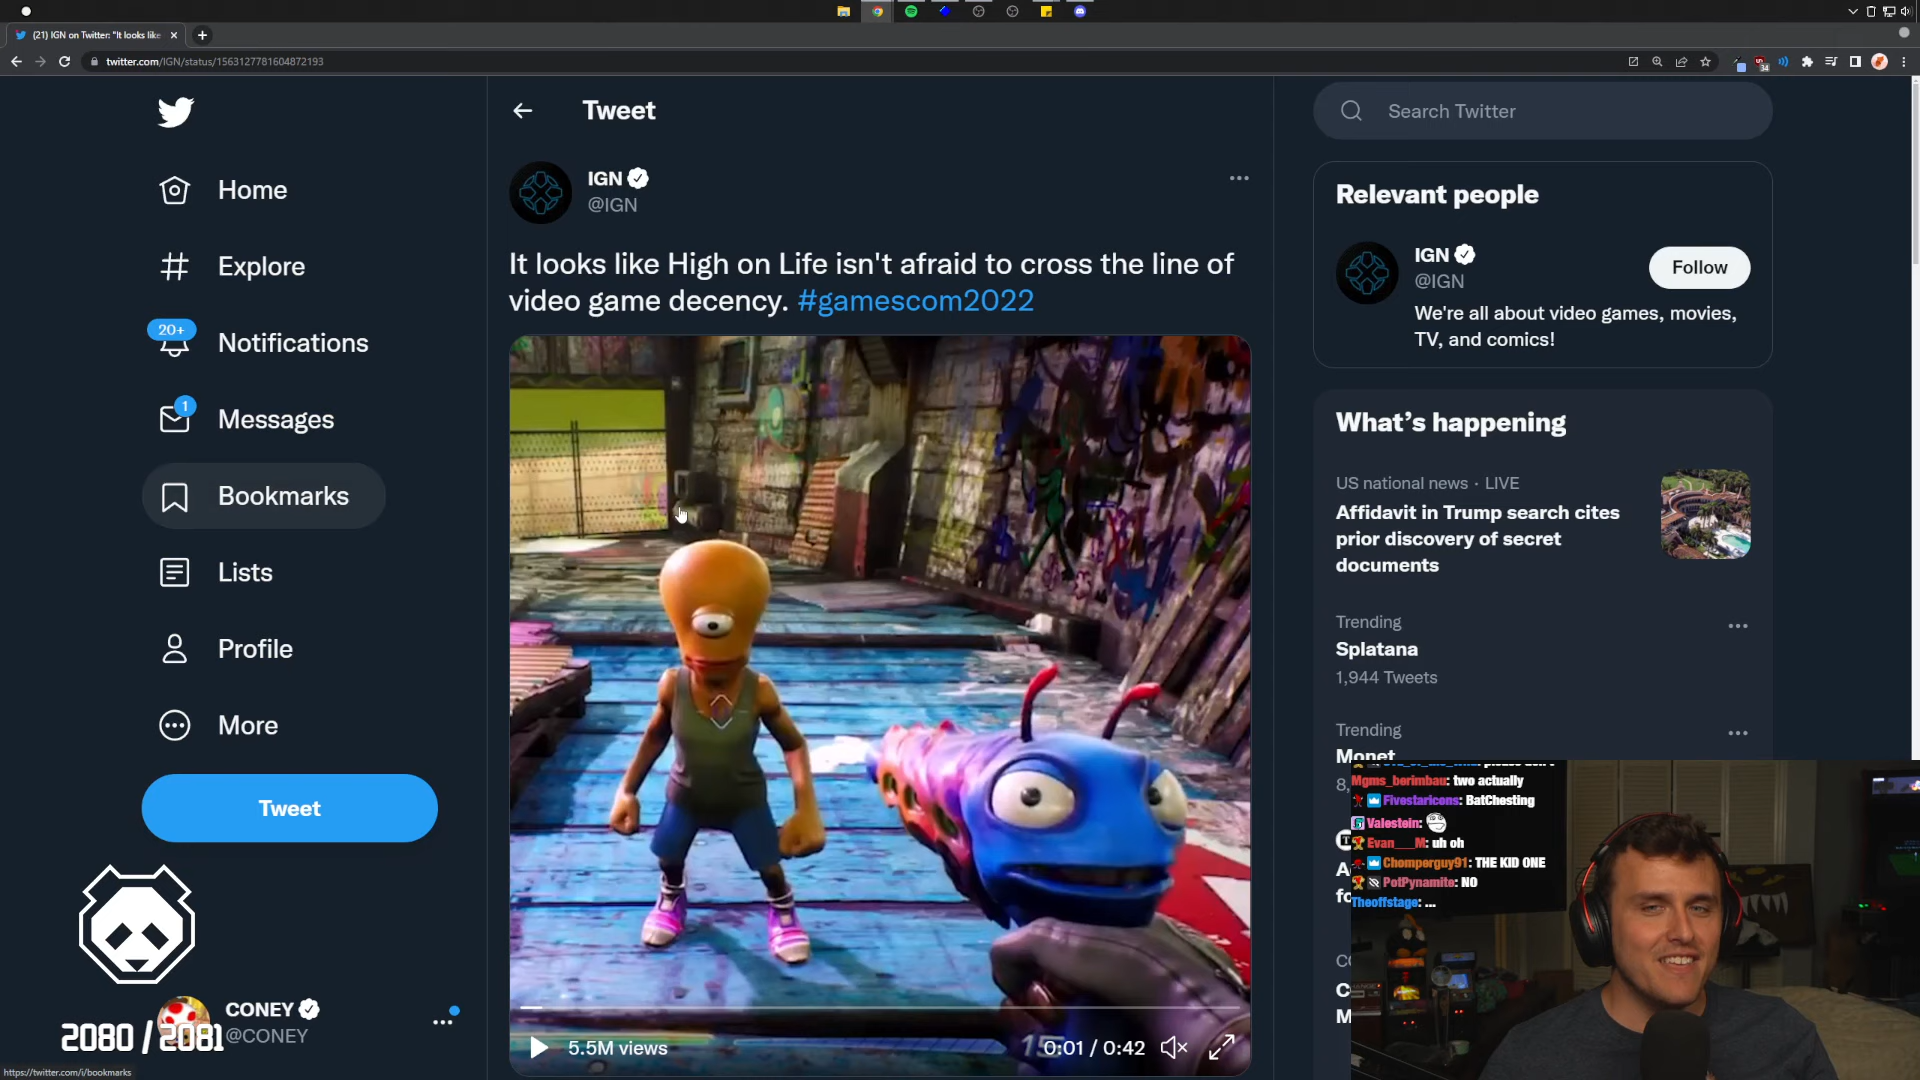 (21) IGN on Twitter: "It looks like
twitter.com/IGN/status/1563127781604872193
34
Home
Explore
20+
Notifications
1
Messages
Bookmarks
Lists
Profile
More
Tweet
CONEY
@CONEY
2080 / 2081
https://twitter.com/i/bookmarks
Tweet
IGN
@IGN
It looks like High on Life isn't afraid to cross the line of
video game decency. #gamescom2022
5.5M views
0:01 / 0:42
Search Twitter
Relevant people
IGN
@IGN
Follow
We're all about video games, movies,
TV, and comics!
What's happening
US national news · LIVE
Affidavit in Trump search cites
prior discovery of secret
documents
Trending
Splatana
1,944 Tweets
Trending
Monet
8,
Mgms_berimbau: two actually
Fivestaricons: BatChesting
Valestein:
Evan___M: uh oh
Chomperguy91: THE KID ONE
PotPynamite: NO
Theoffstage: ...